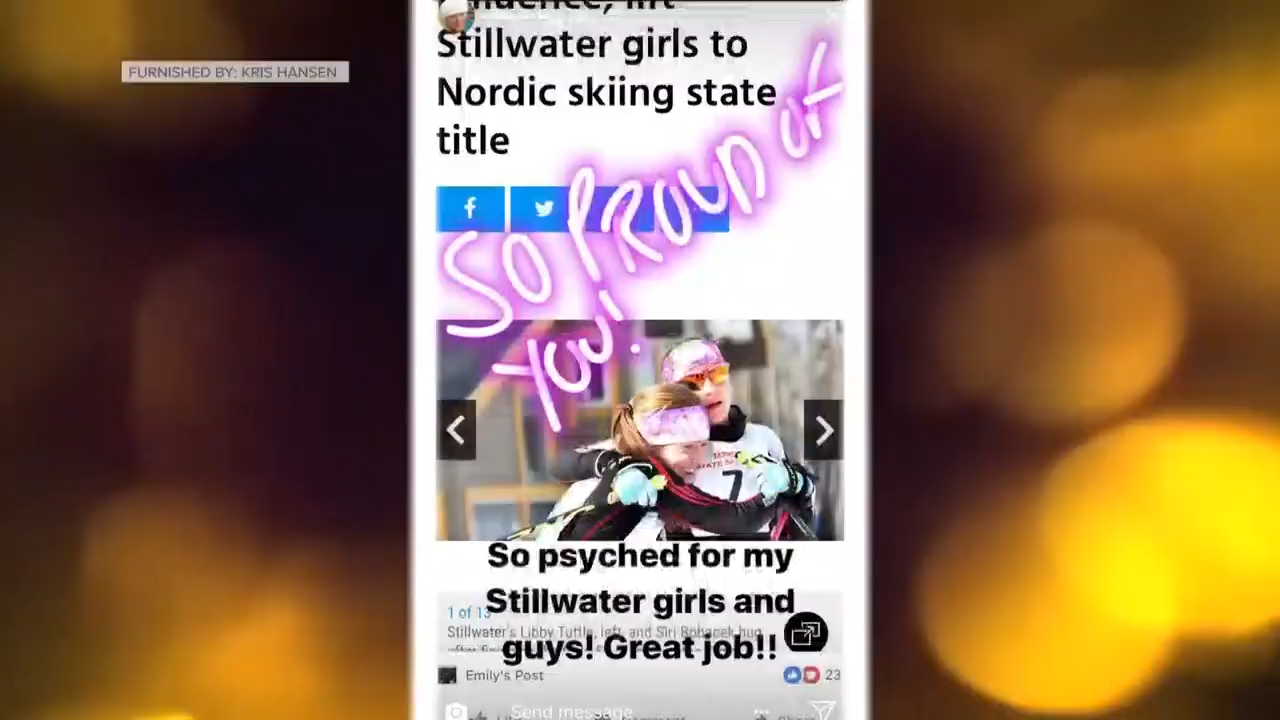 FURNISHED BY: KRIS HANSEN
Stillwater girls to
Nordic skiing state
title
SO PROUD OF
YOU!
7
So psyched for my
Stillwater girls and
guys! Great job!!
1 of 13
Stillwater's Libby Tuttle, left, and Siri Bohacek hug
Emily's Post
23
Send message